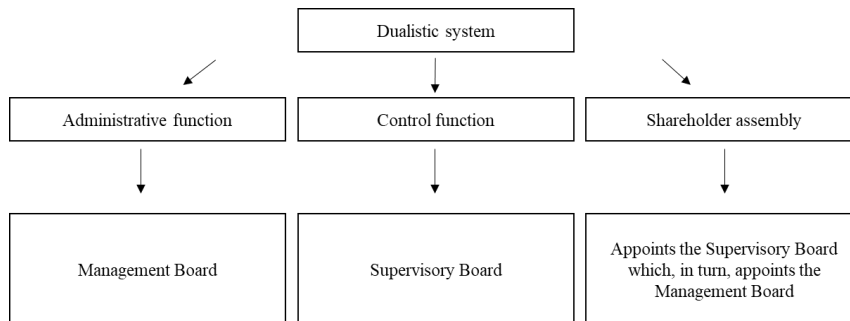 Dualistic system
Administrative function
Control function
Shareholder assembly
Management Board
Supervisory Board
Appoints the Supervisory Board
which, in turn, appoints the
Management Board